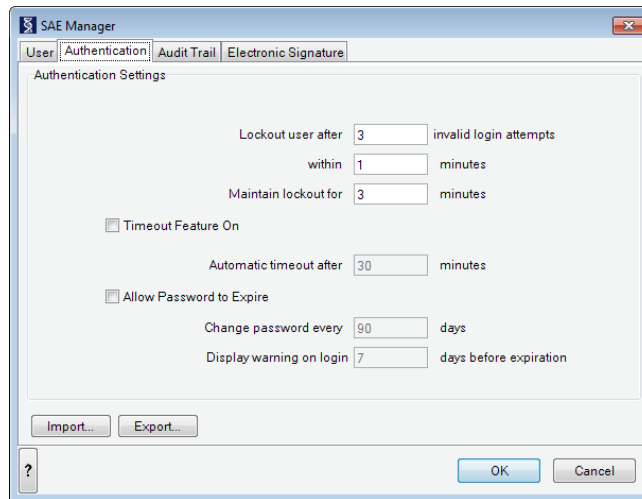 SAE Manager
User Authentication Audit Trail Electronic Signature
Authentication Settings
Lockout user after 3 invalid login attempts
within 1 minutes
Maintain lockout for 3 minutes
Timeout Feature On
Automatic timeout after 30 minutes
Allow Password to Expire
Change password every 90 days
Display warning on login 7 days before expiration
Import... Export...
? OK Cancel